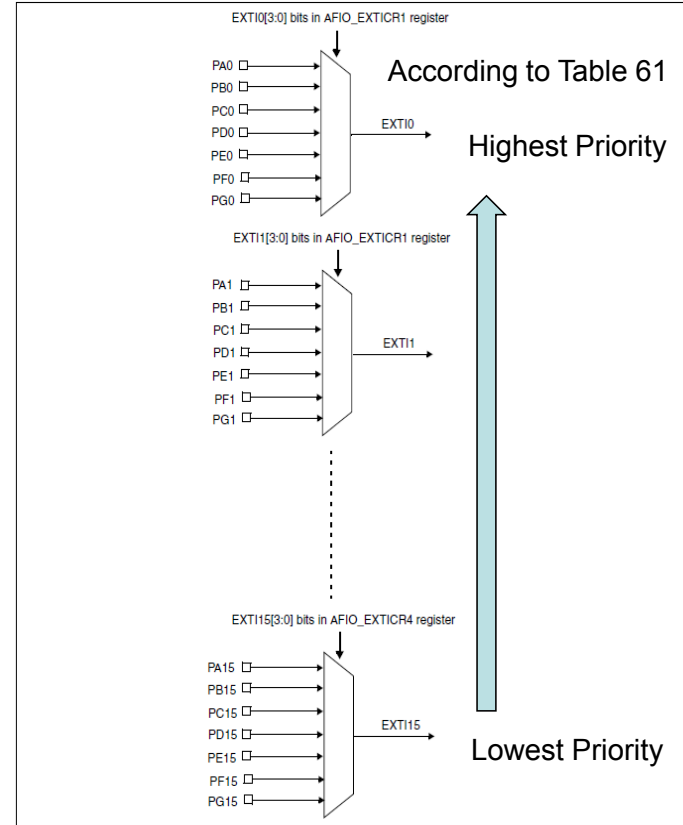 EXTI0[3:0] bits in AFIO_EXTICR1 register
According to Table 61
PA0
PB0
PC0
PD0
PE0
PF0
PG0
EXTI0
Highest Priority
EXTI1[3:0] bits in AFIO_EXTICR1 register
PA1
PB1
PC1
PD1
PE1
PF1
PG1
EXTI1
EXTI15[3:0] bits in AFIO_EXTICR4 register
PA15
PB15
PC15
PD15
PE15
PF15
PG15
EXTI15
Lowest Priority